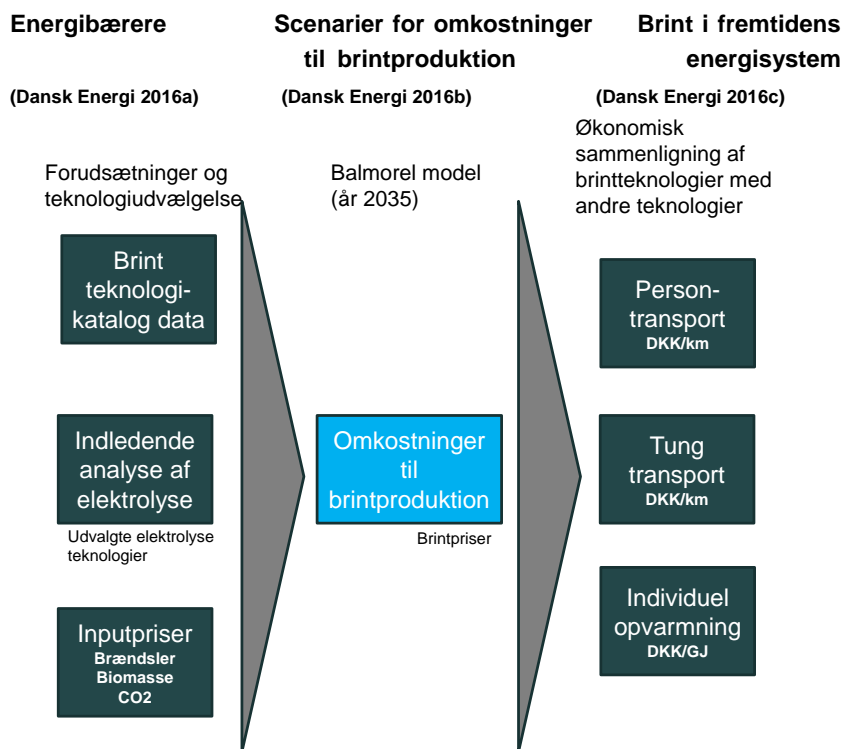 Energibærere
(Dansk Energi 2016a)
Forudsætninger og
teknologiudvælgelse
Brint
teknologi-
katalog data
Indledende
analyse af
elektrolyse
Udvalgte elektrolyse
teknologier
Inputpriser
Brændsler
Biomasse
CO2
Scenarier for omkostninger
til brintproduktion
(Dansk Energi 2016b)
Balmorel model
(år 2035)
Omkostninger
til
brintproduktion
Brintpriser
Brint i fremtidens
energisystem
(Dansk Energi 2016c)
Økonomisk
sammenligning af
brintteknologier med
andre teknologier
Person-
transport
DKK/km
Tung
transport
DKK/km
Individuel
opvarmning
DKK/GJ